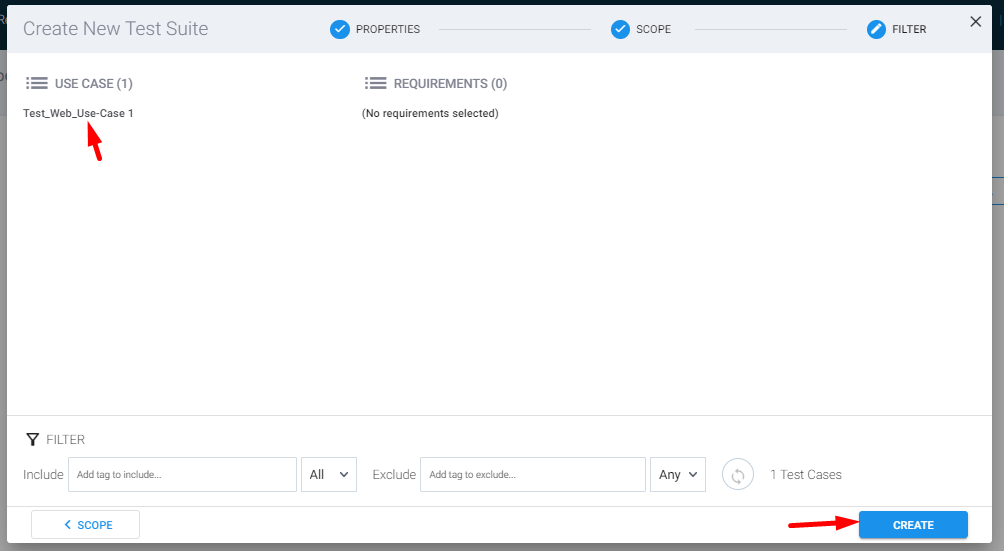 Create New Test Suite
PROPERTIES
SCOPE
FILTER
USE CASE (1)
REQUIREMENTS (0)
Test_Web_Use-Case 1
(No requirements selected)
FILTER
Include Add tag to include... All Exclude Add tag to exclude... Any 1 Test Cases
SCOPE
CREATE